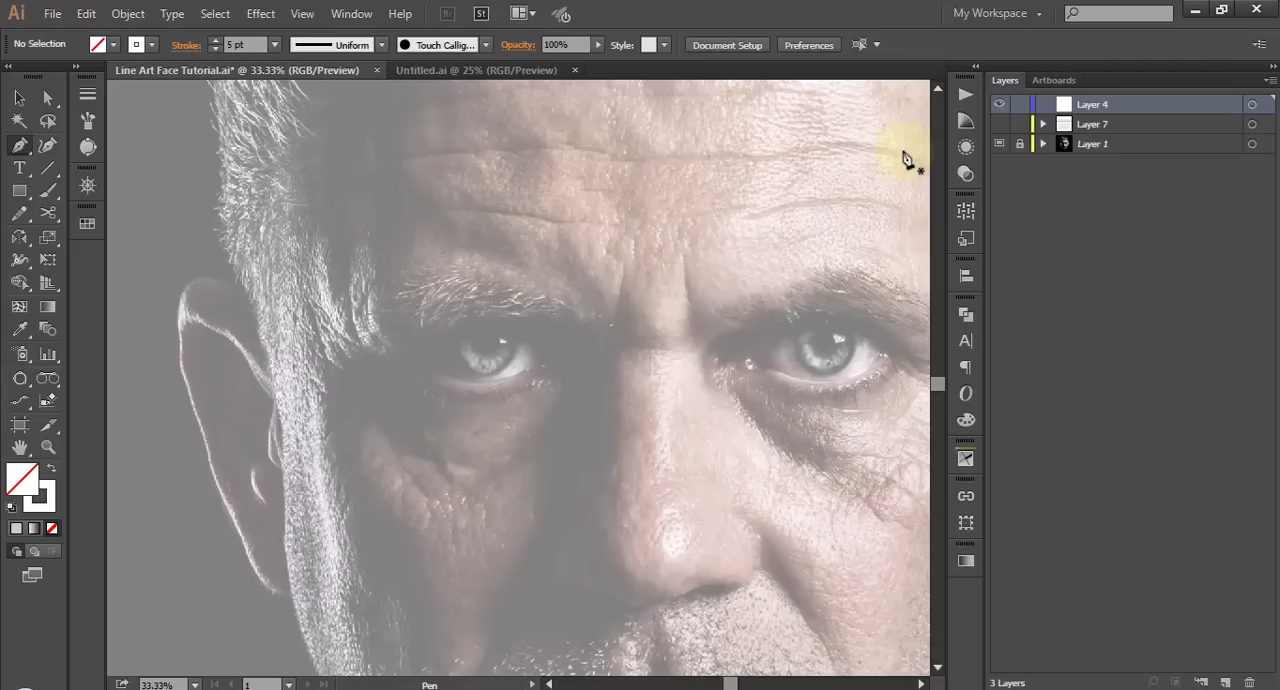 Ai File Edit Object Type Select Effect View Window Help Br St My Workspace
No Selection Stroke: 5 pt Uniform Touch Callig... Opacity: 100% Style: Document Setup Preferences
Line Art Face Tutorial.ai* @ 33.33% (RGB/Preview) × Untitled.ai @ 25% (RGB/Preview) ×
Layers Artboards
Layer 4
Layer 7
Layer 1
33.33% 1 Pen
3 Layers